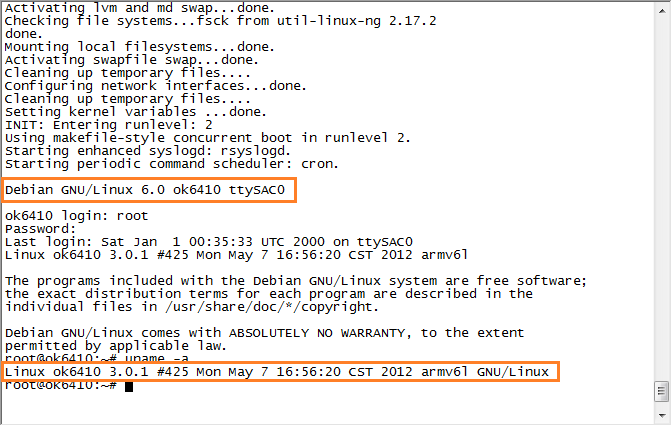 Activating lvm and md swap...done.
Checking file systems...fsck from util-linux-ng 2.17.2
done.
Mounting local filesystems...done.
Activating swapfile swap...done.
Cleaning up temporary files....
Configuring network interfaces...done.
Cleaning up temporary files....
Setting kernel variables ...done.
INIT: Entering runlevel: 2
Using makefile-style concurrent boot in runlevel 2.
Starting enhanced syslogd: rsyslogd.
Starting periodic command scheduler: cron.
Debian GNU/Linux 6.0 ok6410 ttySAC0
ok6410 login: root
Password:
Last login: Sat Jan  1 00:35:33 UTC 2000 on ttySAC0
Linux ok6410 3.0.1 #425 Mon May 7 16:56:20 CST 2012 armv6l
The programs included with the Debian GNU/Linux system are free software;
the exact distribution terms for each program are described in the
individual files in /usr/share/doc/*/copyright.
Debian GNU/Linux comes with ABSOLUTELY NO WARRANTY, to the extent
permitted by applicable law.
root@ok6410:~# uname -a
Linux ok6410 3.0.1 #425 Mon May 7 16:56:20 CST 2012 armv6l GNU/Linux
root@ok6410:~#